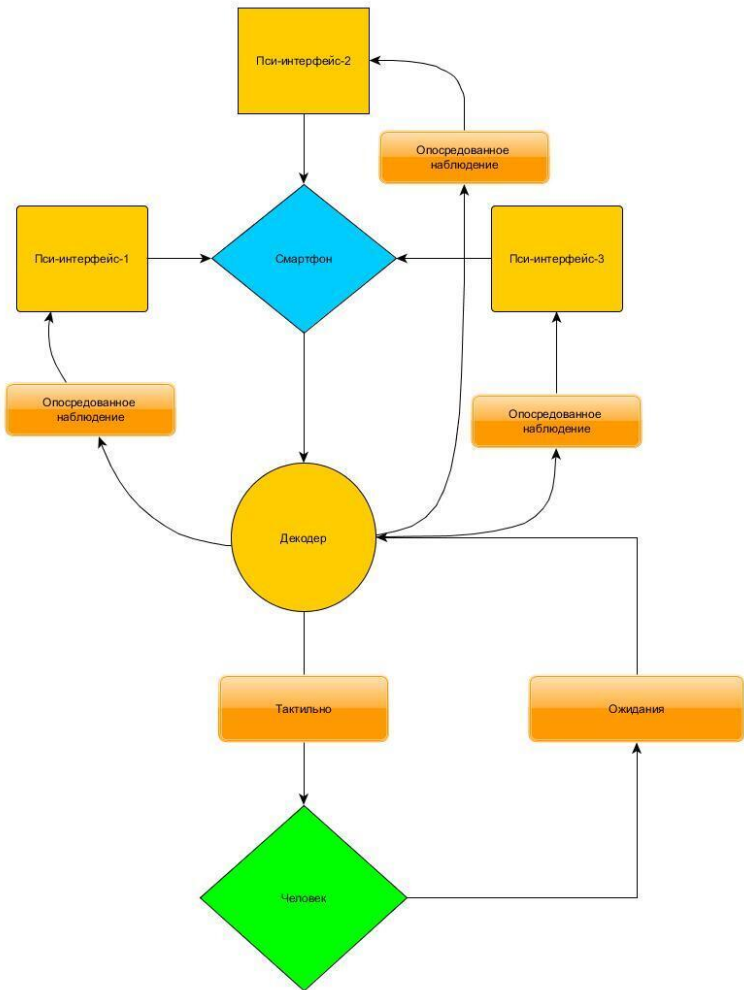 Пси-интерфейс-2
Опосредованное
наблюдение
Пси-интерфейс-1
Смартфон
Пси-интерфейс-3
Опосредованное
наблюдение
Опосредованное
наблюдение
Декодер
Тактильно
Ожидания
Человек